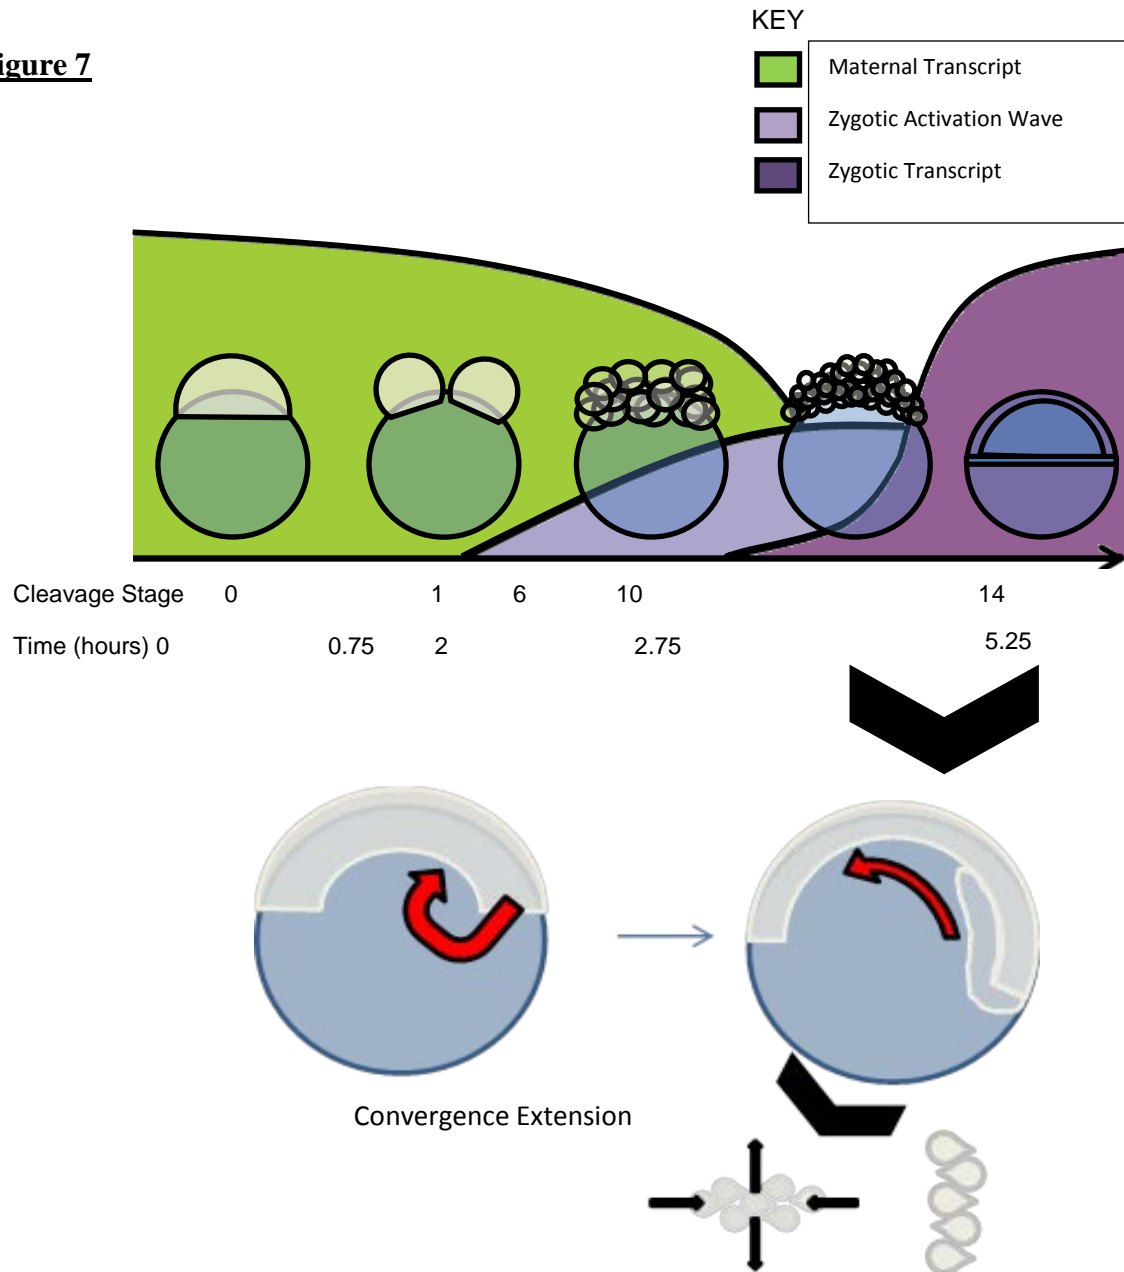 KEY
igure 7
Maternal Transcript
Zygotic Activation Wave
Zygotic Transcript
Cleavage Stage 0 1 6 10 14
Time (hours) 0 0.75 2 2.75 5.25
Convergence Extension